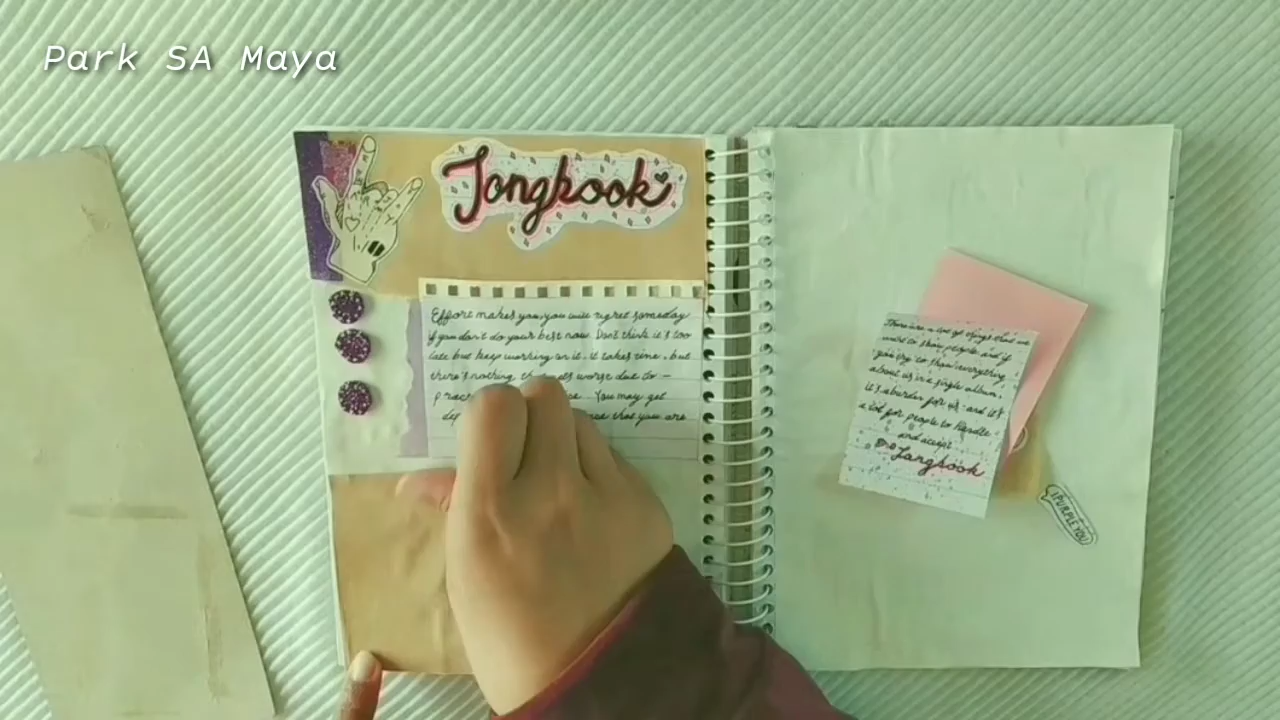 Park SA Maya
Jongkook
Effort makes you, you will regret someday
if you don't do your best now. Don't think it's too
late but keep working on it. It takes time, but
there's nothing that gets worse due to -
You may get
that you are
There are a lot of things that we
want to show people and if
you try to show everything
about us in a single album,
it's a burden for us and it's
a lot for people to handle
and accept
Jungkook
I PURPLE YOU